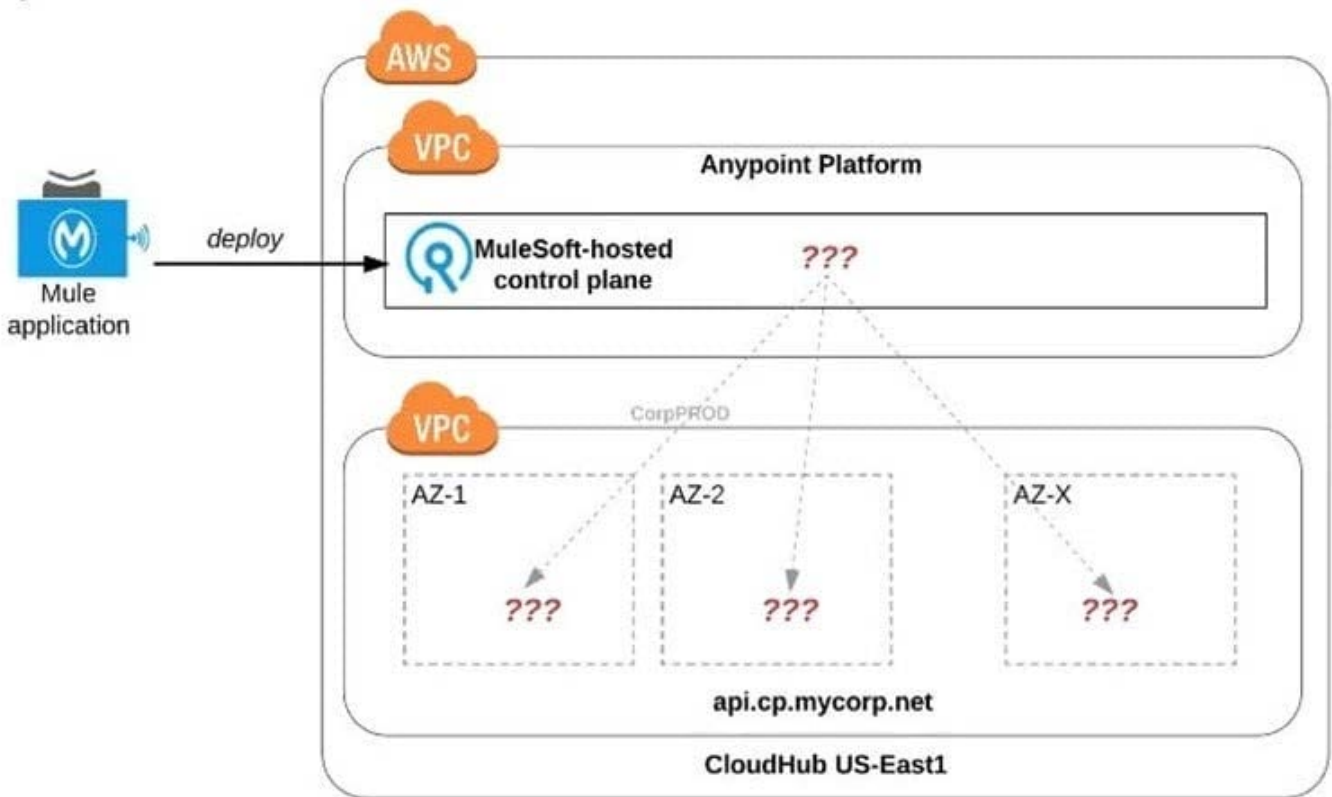 AWS
VPC
Anypoint Platform
deploy
MuleSoft-hosted
control plane
???
Mule
application
VPC
CorpPROD
AZ-1
AZ-2
AZ-X
???
???
???
api.cp.mycorp.net
CloudHub US-East1